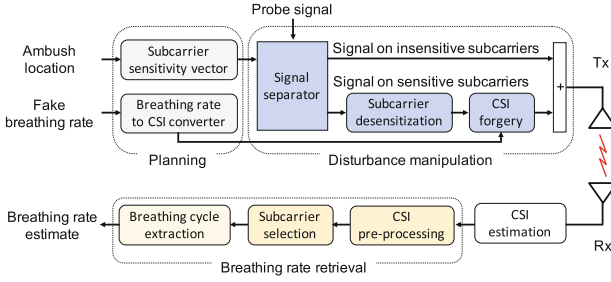 Probe signal
Ambush
location
Subcarrier
sensitivity vector
Signal
separator
Signal on insensitive subcarriers
Signal on sensitive subcarriers
+
Tx
Fake
breathing rate
Breathing rate
to CSI converter
Subcarrier
desensitization
CSI
forgery
Planning
Disturbance manipulation
Breathing rate
estimate
Breathing cycle
extraction
Subcarrier
selection
CSI
pre-processing
CSI
estimation
Rx
Breathing rate retrieval